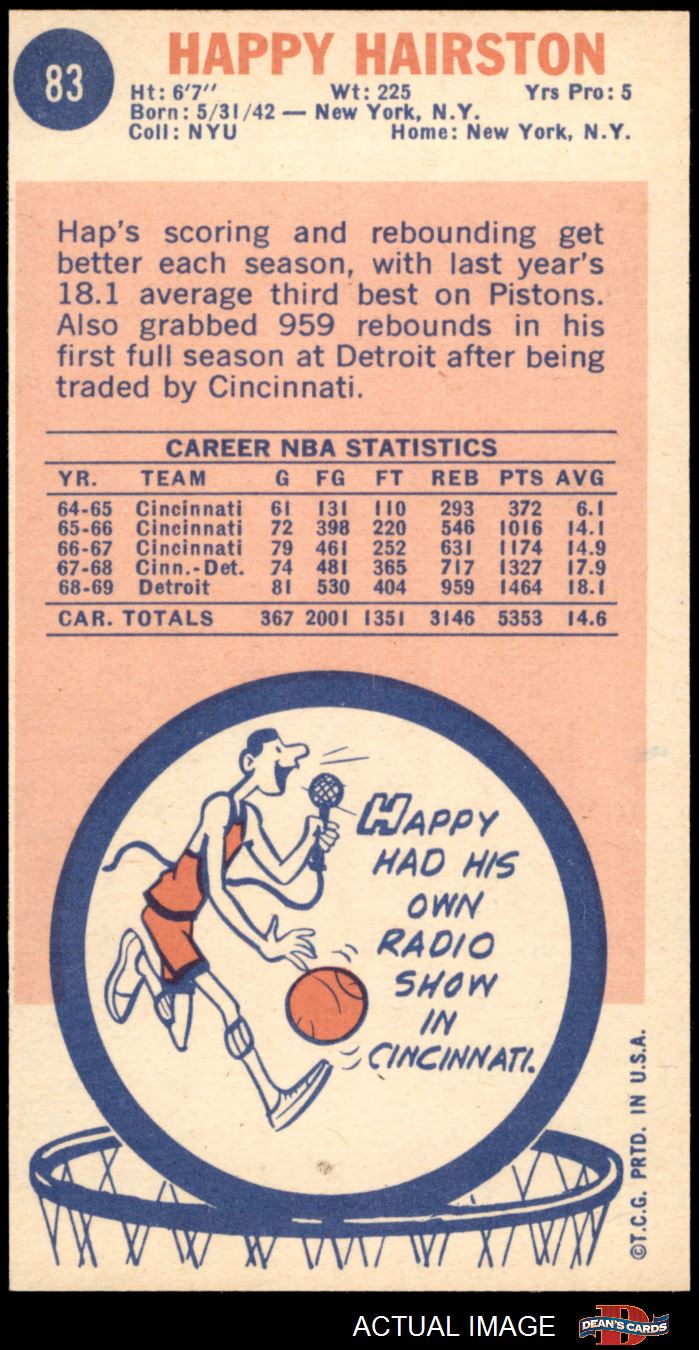 83
HAPPY HAIRSTON
Ht: 6'7" Wt: 225 Yrs Pro: 5
Born: 5/31/42 — New York, N.Y.
Coll: NYU Home: New York, N.Y.
Hap's scoring and rebounding get
better each season, with last year's
18.1 average third best on Pistons.
Also grabbed 959 rebounds in his
first full season at Detroit after being
traded by Cincinnati.
CAREER NBA STATISTICS
YR. TEAM G FG FT REB PTS AVG
64-65 Cincinnati 61 131 110 293 372 6.1
65-66 Cincinnati 72 398 220 546 1016 14.1
66-67 Cincinnati 79 461 252 631 1174 14.9
67-68 Cinn.-Det. 74 481 365 717 1327 17.9
68-69 Detroit 81 530 404 959 1464 18.1
CAR. TOTALS 367 2001 1351 3146 5353 14.6
HAPPY
HAD HIS
OWN
RADIO
SHOW
IN
CINCINNATI.
©T.C.G. PRTD. IN U.S.A.
ACTUAL IMAGE
D
DEAN'S CARDS